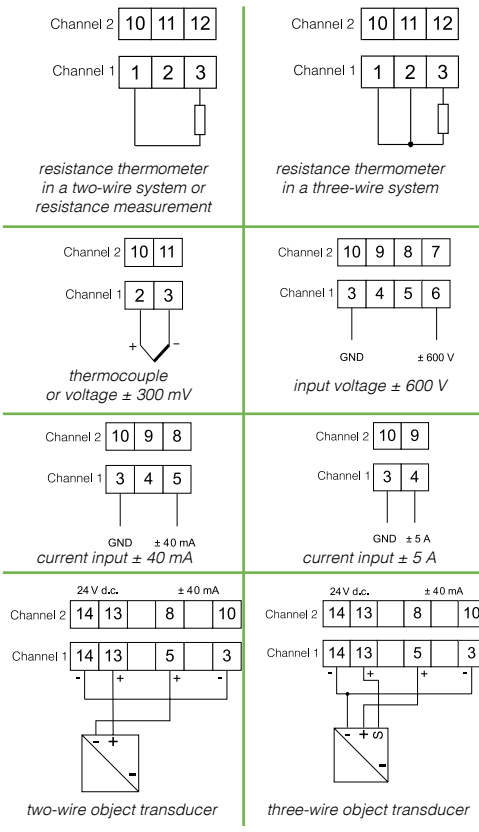 Channel 2 10 11 12
Channel 1 1 2 3
resistance thermometer
in a two-wire system or
resistance measurement
Channel 2 10 11 12
Channel 1 1 2 3
resistance thermometer
in a three-wire system
Channel 2 10 11
Channel 1 2 3
+ -
thermocouple
or voltage ± 300 mV
Channel 2 10 9 8 7
Channel 1 3 4 5 6
GND ± 600 V
input voltage ± 600 V
Channel 2 10 9 8
Channel 1 3 4 5
GND ± 40 mA
current input ± 40 mA
Channel 2 10 9
Channel 1 3 4
GND ± 5 A
current input ± 5 A
24 V d.c. ± 40 mA
Channel 2 14 13 8 10
Channel 1 14 13 5 3
- + + -
- +
-
two-wire object transducer
24 V d.c. ± 40 mA
Channel 2 14 13 8 10
Channel 1 14 13 5 3
- + + -
- + S
-
three-wire object transducer